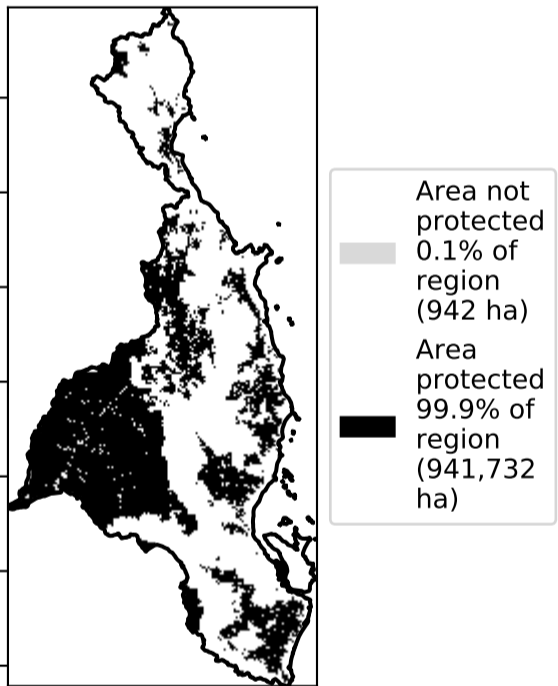 Area not
protected
0.1% of
region
(942 ha)
Area
protected
99.9% of
region
(941,732
ha)